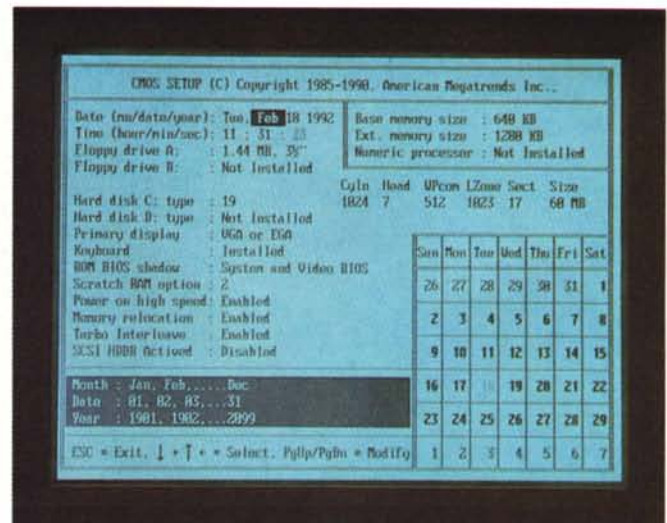 CMOS SETUP (C) Copyright 1985-1990, American Megatrends Inc..
Date (mn/date/year): Tue, Feb 18 1992
Time (hour/min/sec): 11 : 31 : 23
Floppy drive A: : 1.44 MB, 3½"
Floppy drive B: : Not Installed
Base memory size : 640 KB
Ext. memory size : 1280 KB
Numeric processor : Not Installed
Cyln Head WPcom LZone Sect Size
Hard disk C: type : 19 1024 7 512 1023 17 60 MB
Hard disk D: type : Not Installed
Primary display : VGA or EGA
Keyboard : Installed
ROM BIOS shadow : System and Video BIOS
Scratch RAM option : 2
Power on high speed: Enabled
Memory relocation : Enabled
Turbo Interleave : Enabled
SCSI HDDR Actived : Disabled
Sun Mon Tue Wed Thu Fri Sat
26 27 28 29 30 31 1
2 3 4 5 6 7 8
9 10 11 12 13 14 15
16 17 18 19 20 21 22
23 24 25 26 27 28 29
1 2 3 4 5 6 7
Month : Jan, Feb,.....Dec
Date : 01, 02, 03,...31
Year : 1901, 1902,...2099
ESC = Exit, ↓ → ↑ ← = Select, PgUp/PgDn = Modify